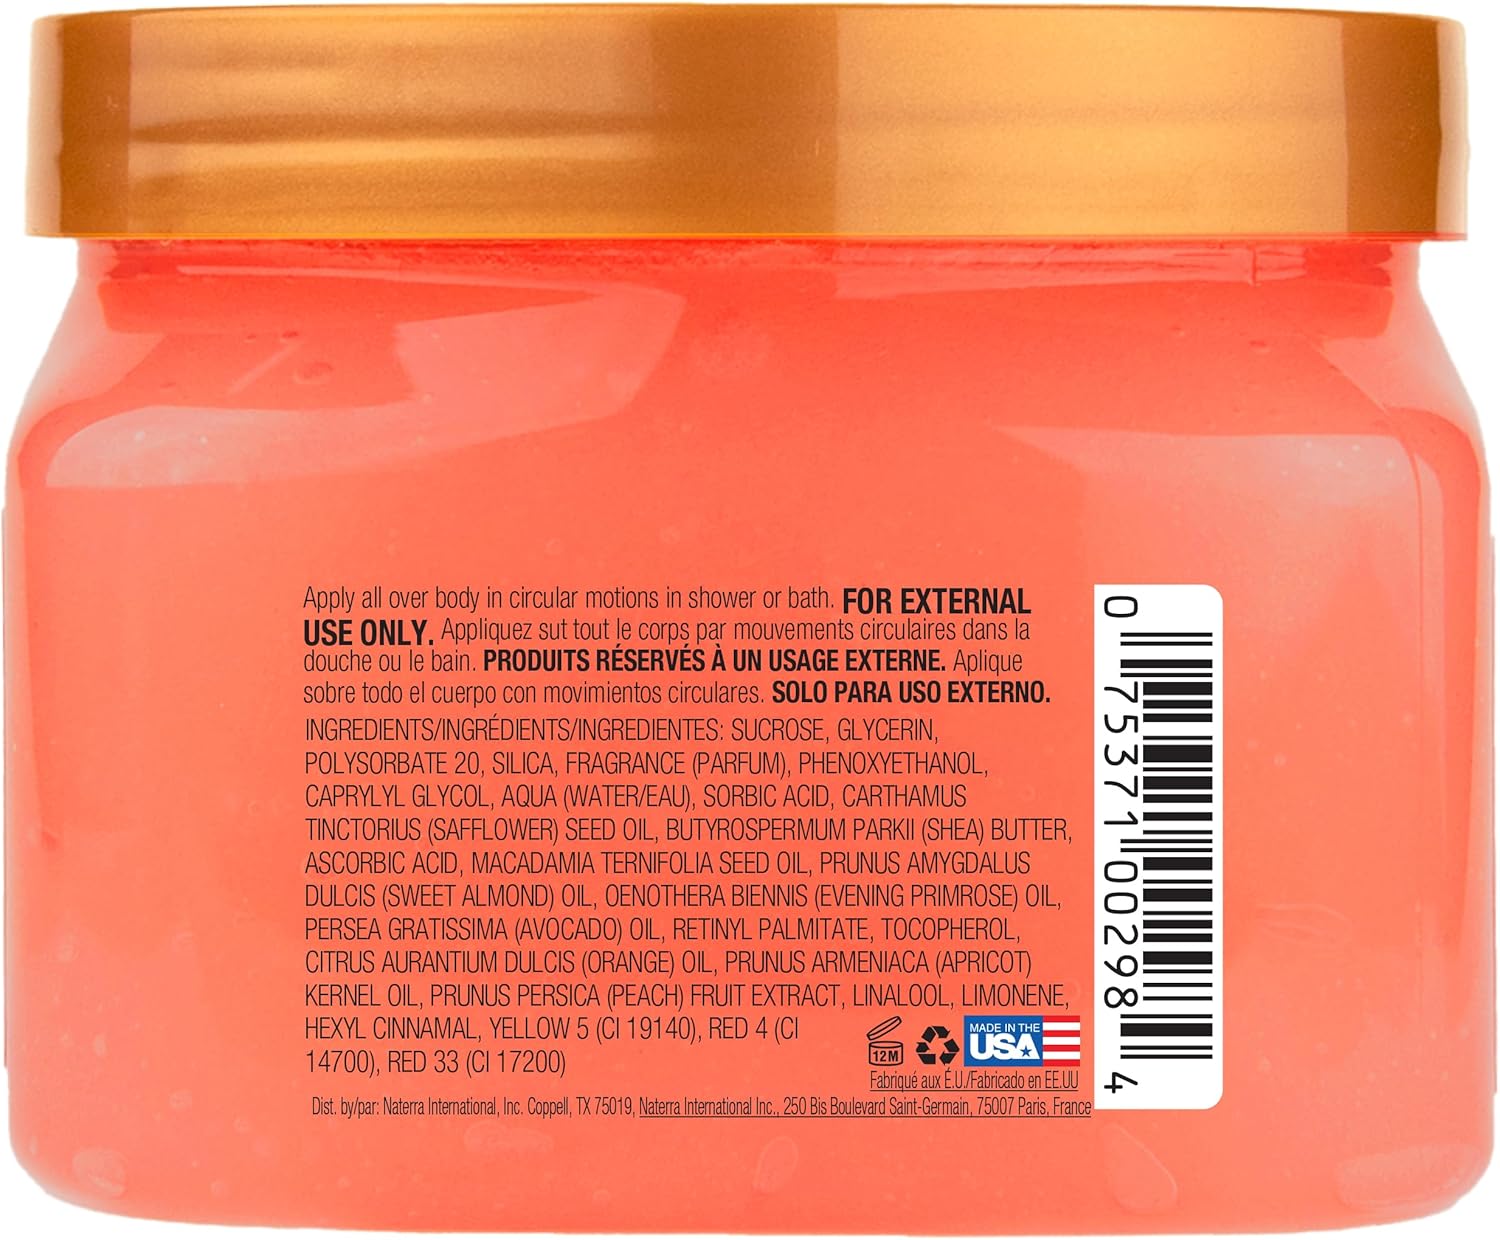 Apply all over body in circular motions in shower or bath. FOR EXTERNAL
USE ONLY. Appliquez sut tout le corps par mouvements circulaires dans la
douche ou le bain. PRODUITS RÉSERVÉS À UN USAGE EXTERNE. Aplique
sobre todo el cuerpo con movimientos circulares. SOLO PARA USO EXTERNO.
INGREDIENTS/INGRÉDIENTS/INGREDIENTES: SUCROSE, GLYCERIN,
POLYSORBATE 20, SILICA, FRAGRANCE (PARFUM), PHENOXYETHANOL,
CAPRYLYL GLYCOL, AQUA (WATER/EAU), SORBIC ACID, CARTHAMUS
TINCTORIUS (SAFFLOWER) SEED OIL, BUTYROSPERMUM PARKII (SHEA) BUTTER,
ASCORBIC ACID, MACADAMIA TERNIFOLIA SEED OIL, PRUNUS AMYGDALUS
DULCIS (SWEET ALMOND) OIL, OENOTHERA BIENNIS (EVENING PRIMROSE) OIL,
PERSEA GRATISSIMA (AVOCADO) OIL, RETINYL PALMITATE, TOCOPHEROL,
CITRUS AURANTIUM DULCIS (ORANGE) OIL, PRUNUS ARMENIACA (APRICOT)
KERNEL OIL, PRUNUS PERSICA (PEACH) FRUIT EXTRACT, LINALOOL, LIMONENE,
HEXYL CINNAMAL, YELLOW 5 (CI 19140), RED 4 (CI
14700), RED 33 (CI 17200)
12M
MADE IN THE
USA
Fabriqué aux É.U./Fabricado en EE.UU
Dist. by/par: Naterra International, Inc. Coppell, TX 75019, Naterra International Inc., 250 Bis Boulevard Saint-Germain, 75007 Paris, France
0 75371 00298 4